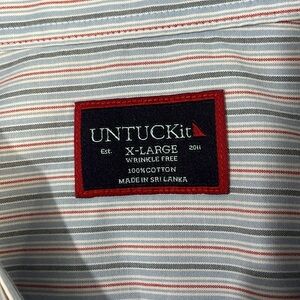 UNTUCKit
Est. X-LARGE 2011
WRINKLE FREE
100% COTTON
MADE IN SRI LANKA